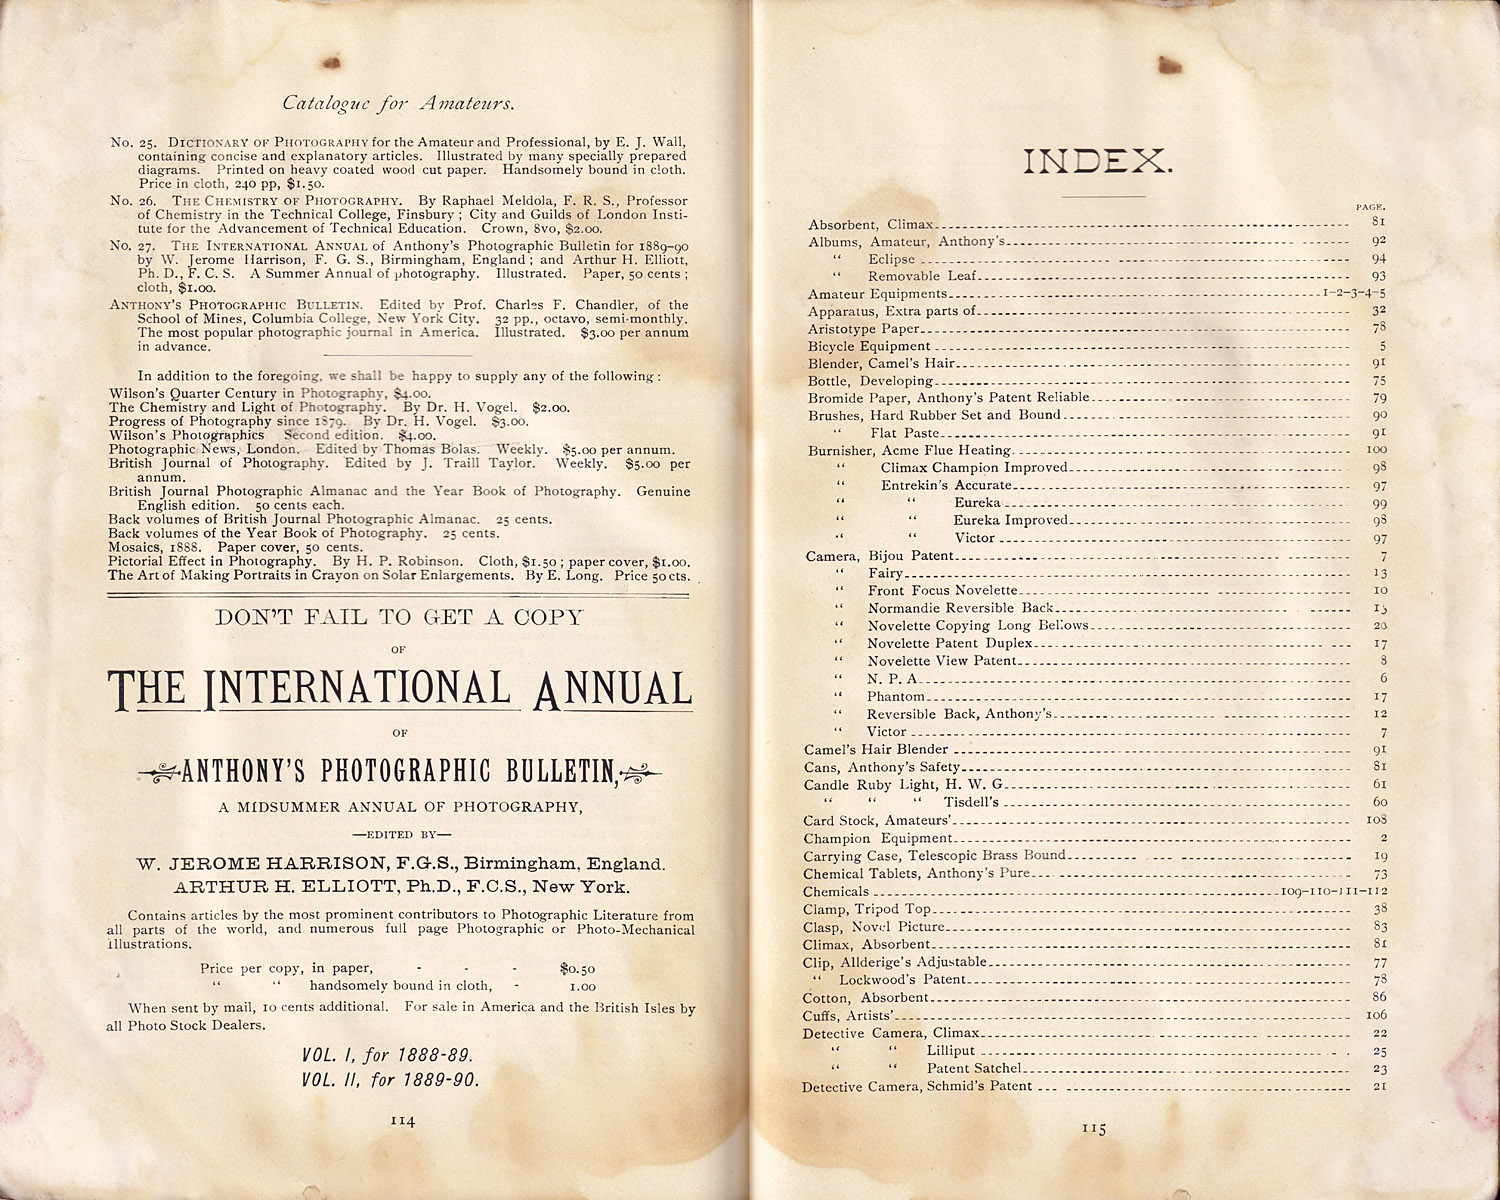 Catalogue for Amateurs.
No. 25. DICTIONARY OF PHOTOGRAPHY for the Amateur and Professional, by E. J. Wall,
containing concise and explanatory articles. Illustrated by many specially prepared
diagrams. Printed on heavy coated wood cut paper. Handsomely bound in cloth.
Price in cloth, 240 pp, $1.50.
No. 26. THE CHEMISTRY OF PHOTOGRAPHY. By Raphael Meldola, F. R. S., Professor
of Chemistry in the Technical College, Finsbury ; City and Guilds of London Insti-
tute for the Advancement of Technical Education. Crown, 8vo, $2.00.
No. 27. THE INTERNATIONAL ANNUAL of Anthony's Photographic Bulletin for 1889-90
by W. Jerome Harrison, F. G. S., Birmingham, England ; and Arthur H. Elliott,
Ph. D., F. C. S. A Summer Annual of photography. Illustrated. Paper, 50 cents ;
cloth, $1.00.
ANTHONY'S PHOTOGRAPHIC BULLETIN. Edited by Prof. Charles F. Chandler, of the
School of Mines, Columbia College, New York City. 32 pp., octavo, semi-monthly.
The most popular photographic journal in America. Illustrated. $3.00 per annum
in advance.
In addition to the foregoing, we shall be happy to supply any of the following :
Wilson's Quarter Century in Photography, $4.00.
The Chemistry and Light of Photography. By Dr. H. Vogel. $2.00.
Progress of Photography since 1879. By Dr. H. Vogel. $3.00.
Wilson's Photographics Second edition. $4.00.
Photographic News, London. Edited by Thomas Bolas. Weekly. $5.00 per annum.
British Journal of Photography. Edited by J. Traill Taylor. Weekly. $5.00 per
annum.
British Journal Photographic Almanac and the Year Book of Photography. Genuine
English edition. 50 cents each.
Back volumes of British Journal Photographic Almanac. 25 cents.
Back volumes of the Year Book of Photography. 25 cents.
Mosaics, 1888. Paper cover, 50 cents.
Pictorial Effect in Photography. By H. P. Robinson. Cloth, $1.50 ; paper cover, $1.00.
The Art of Making Portraits in Crayon on Solar Enlargements. By E. Long. Price 50 cts.
DON'T FAIL TO GET A COPY
OF
THE INTERNATIONAL ANNUAL
OF
ANTHONY'S PHOTOGRAPHIC BULLETIN,
A MIDSUMMER ANNUAL OF PHOTOGRAPHY,
—EDITED BY—
W. JEROME HARRISON, F.G.S., Birmingham, England.
ARTHUR H. ELLIOTT, Ph.D., F.C.S., New York.
Contains articles by the most prominent contributors to Photographic Literature from
all parts of the world, and numerous full page Photographic or Photo-Mechanical
Illustrations.
Price per copy, in paper, - - - $0.50
" " handsomely bound in cloth, - 1.00
When sent by mail, 10 cents additional. For sale in America and the British Isles by
all Photo Stock Dealers.
VOL. I, for 1888-89.
VOL. II, for 1889-90.
114
INDEX.
PAGE.
Absorbent, Climax 81
Albums, Amateur, Anthony's 92
" Eclipse 94
" Removable Leaf 93
Amateur Equipments 1-2-3-4-5
Apparatus, Extra parts of 32
Aristotype Paper 78
Bicycle Equipment 5
Blender, Camel's Hair 91
Bottle, Developing 75
Bromide Paper, Anthony's Patent Reliable 79
Brushes, Hard Rubber Set and Bound 90
" Flat Paste 91
Burnisher, Acme Flue Heating 100
" Climax Champion Improved 98
" Entrekin's Accurate 97
" " Eureka 99
" " Eureka Improved 98
" " Victor 97
Camera, Bijou Patent 7
" Fairy 13
" Front Focus Novelette 10
" Normandie Reversible Back
" Novelette Copying Long Bellows 20
" Novelette Patent Duplex 17
" Novelette View Patent 8
" N. P. A 6
" Phantom 17
" Reversible Back, Anthony's 12
" Victor 7
Camel's Hair Blender 91
Cans, Anthony's Safety 81
Candle Ruby Light, H. W. G 61
" " " Tisdell's 60
Card Stock, Amateurs' 108
Champion Equipment 2
Carrying Case, Telescopic Brass Bound 19
Chemical Tablets, Anthony's Pure 73
Chemicals 109-110-111-112
Clamp, Tripod Top 38
Clasp, Novel Picture 83
Climax, Absorbent 81
Clip, Allderige's Adjustable 77
" Lockwood's Patent 78
Cotton, Absorbent 86
Cuffs, Artists' 106
Detective Camera, Climax 22
" " Lilliput 25
" " Patent Satchel 23
Detective Camera, Schmid's Patent 21
115